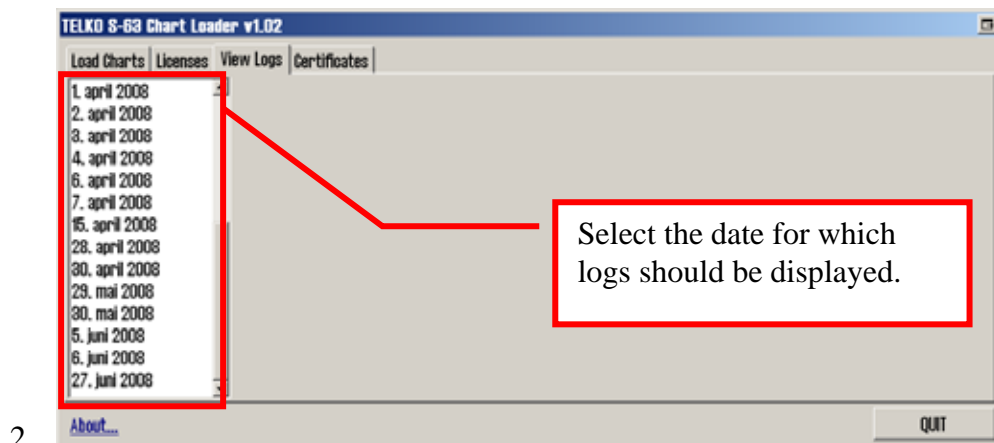 TELKO S-63 Chart Loader v1.02
Load Charts Licenses View Logs Certificates
1. april 2008
2. april 2008
3. april 2008
4. april 2008
6. april 2008
7. april 2008
15. april 2008
28. april 2008
30. april 2008
29. mai 2008
30. mai 2008
5. juni 2008
6. juni 2008
27. juni 2008
Select the date for which
logs should be displayed.
2
About...
QUIT